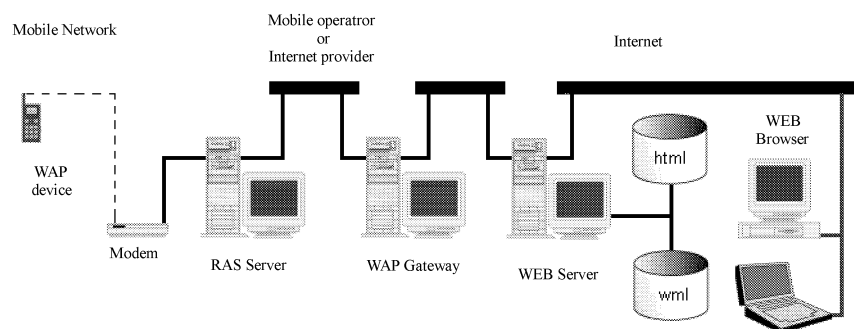 Mobile Network
Mobile operatror
or
Internet provider
Internet
WAP
device
Modem
RAS Server
WAP Gateway
WEB Server
html
wml
WEB
Browser